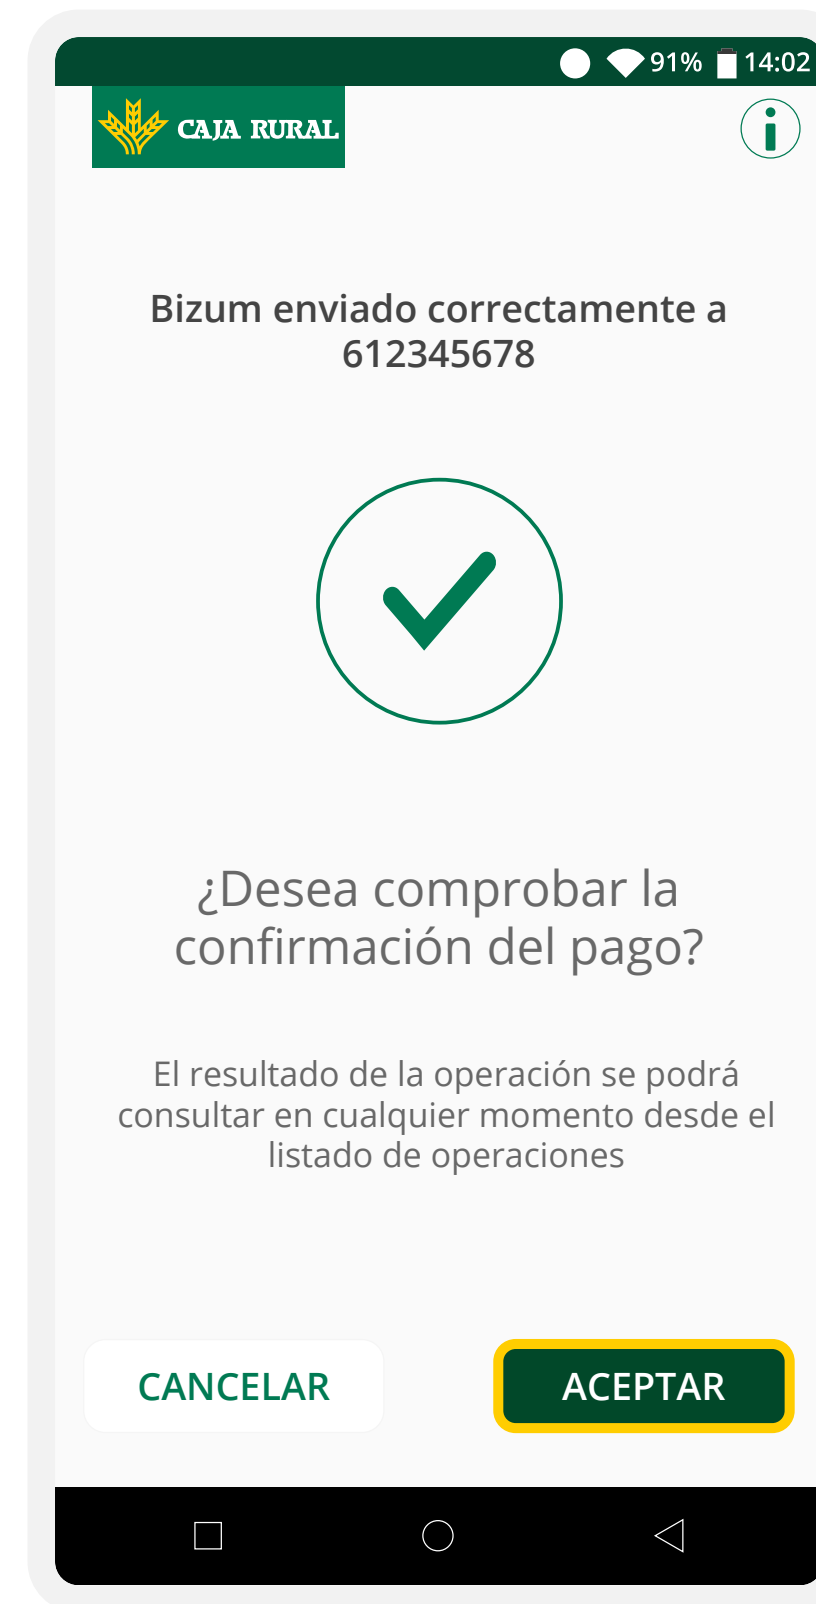 91% 14:02
CAJA RURAL
Bizum enviado correctamente a
612345678
¿Desea comprobar la
confirmación del pago?
El resultado de la operación se podrá
consultar en cualquier momento desde el
listado de operaciones
CANCELAR ACEPTAR